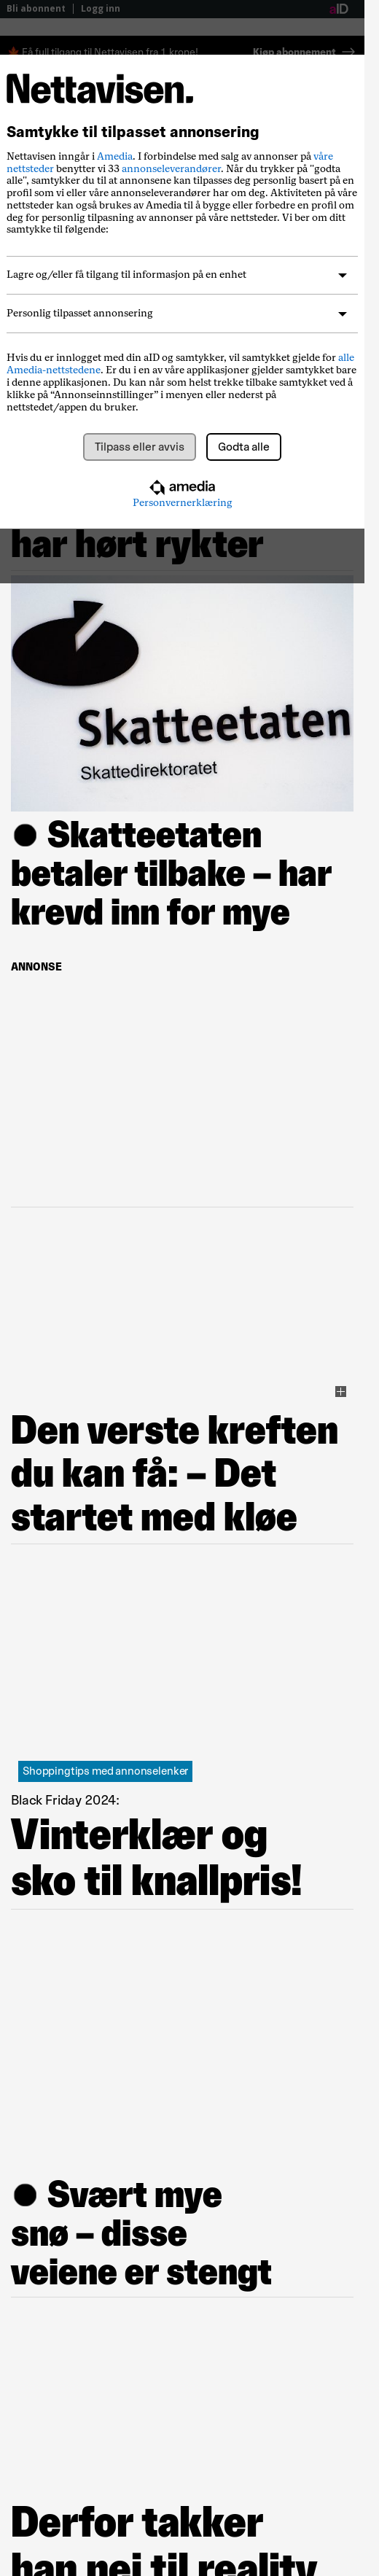 Bli abonnent | Logg inn
aID
Få full tilgang til Nettavisen fra 1 krone!
Kjøp abonnement
Nettavisen.
Samtykke til tilpasset annonsering
Nettavisen inngår i Amedia. I forbindelse med salg av annonser på våre
nettsteder benytter vi 33 annonseleverandører. Når du trykker på "godta
alle", samtykker du til at annonsene kan tilpasses deg personlig basert på en
profil som enten vi eller våre annonseleverandører har om deg. Aktiviteten på våre
nettsteder kan også brukes av Amedia til å bygge eller forbedre en profil om
deg for personlig tilpasning av annonser på våre nettsteder. Vi ber om ditt
samtykke til følgende:
Lagre og/eller få tilgang til informasjon på en enhet
Personlig tilpasset annonsering
Hvis du er innlogget med din aID og samtykker, vil samtykket gjelde for alle
Amedia-nettstedene. Er du i en av våre applikasjoner gjelder samtykket bare
i denne applikasjonen. Du kan når som helst trekke tilbake samtykket ved å
klikke på “Annonseinnstillinger” i menyen eller nederst på
nettstedet/appen du bruker.
Tilpass eller avvis
Godta alle
amedia
Personvernerklæring
har hørt rykter
Skatteetaten
Skattedirektoratet
Skatteetaten
betaler tilbake – har
krevd inn for mye
ANNONSE
Den verste kreften
du kan få: – Det
startet med kløe
Shoppingtips med annonselenker
Black Friday 2024:
Vinterklær og
sko til knallpris!
Svært mye
snø – disse
veiene er stengt
Derfor takker
han nei til reality